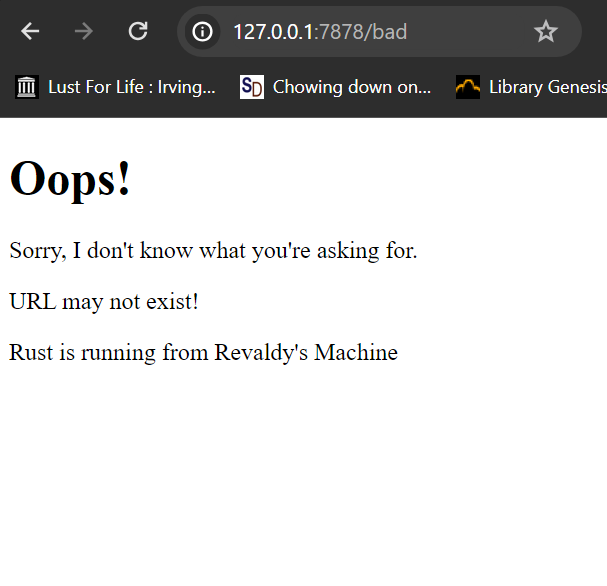 127.0.0.1:7878/bad
Lust For Life : Irving... SD Chowing down on... Library Genesis
Oops!
Sorry, I don't know what you're asking for.
URL may not exist!
Rust is running from Revaldy's Machine